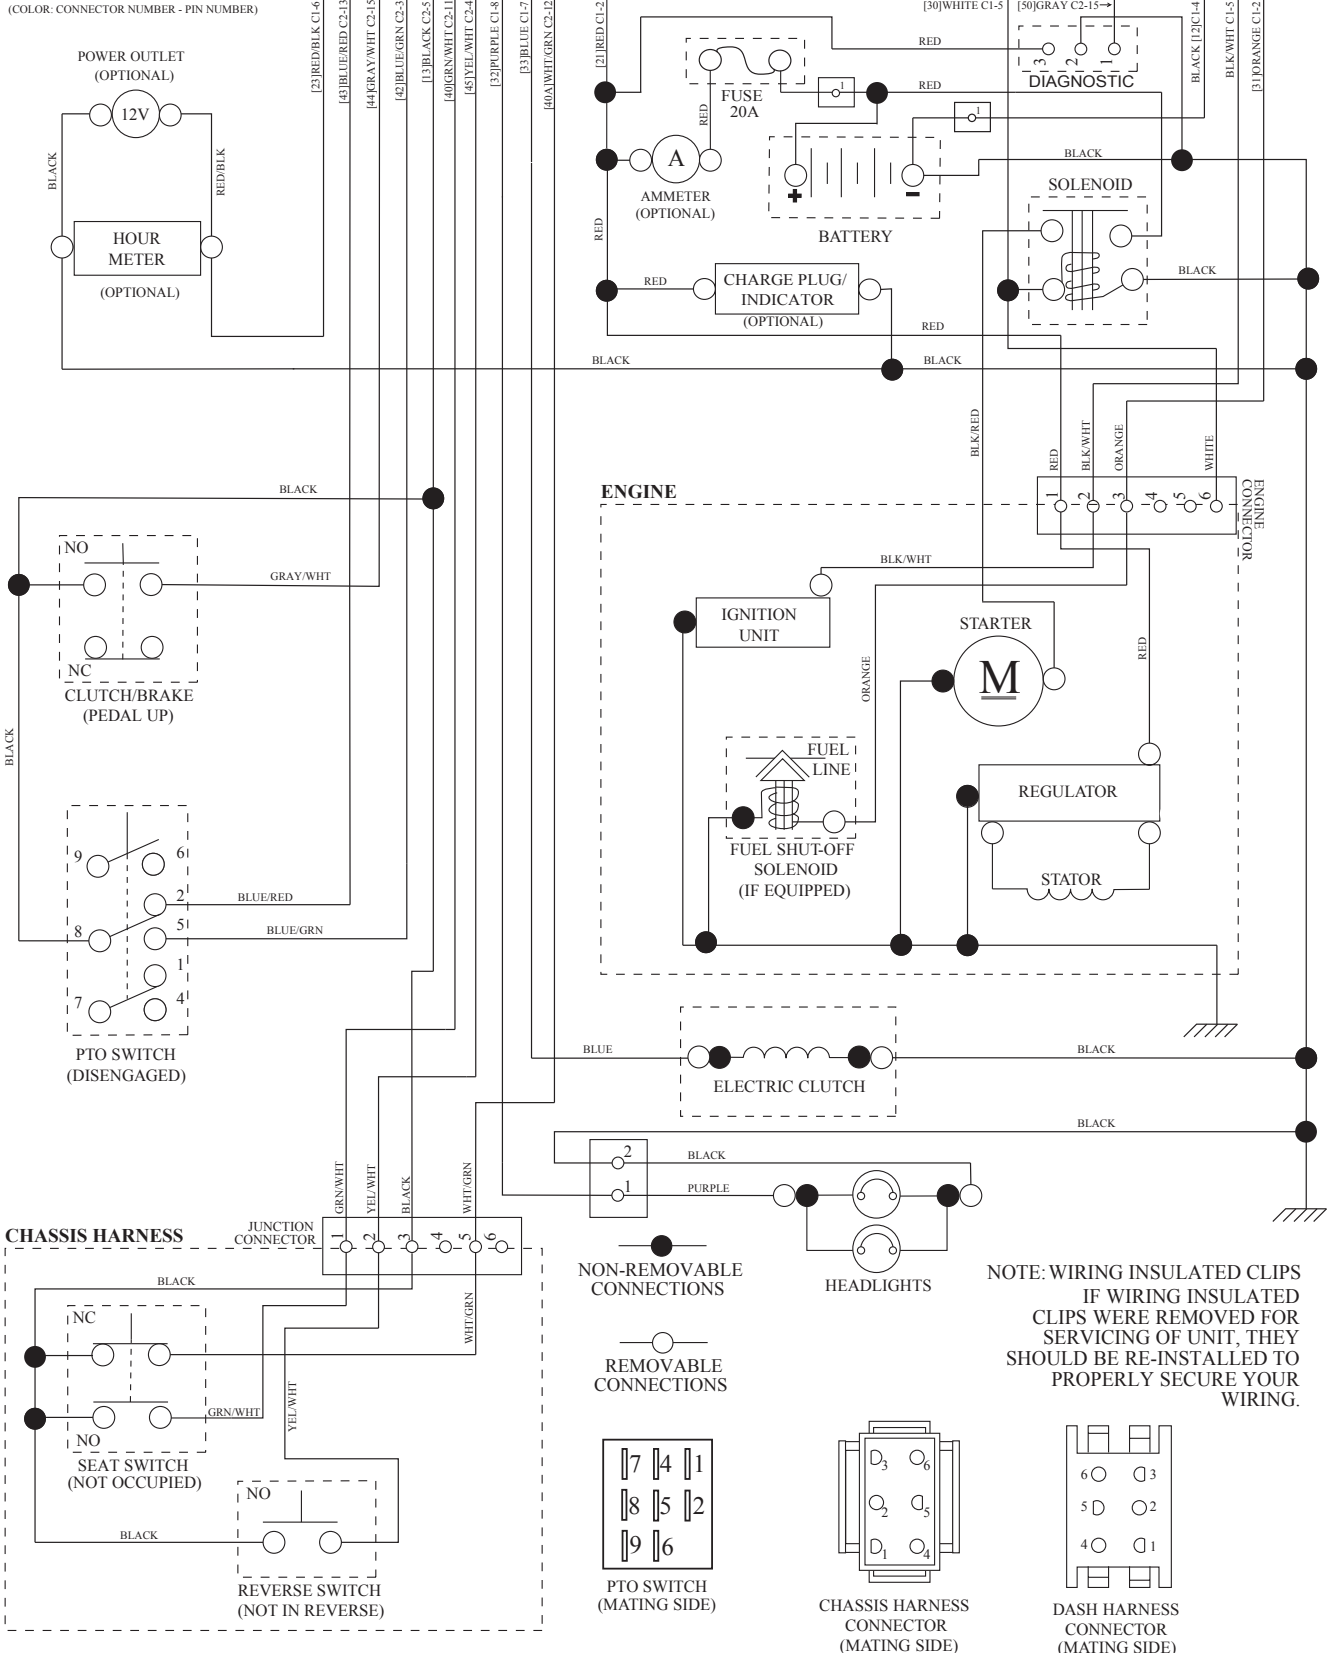 (COLOR: CONNECTOR NUMBER - PIN NUMBER)
[23]RED/BLK C1-6
[43]BLUE/RED C2-13
[44]GRAY/WHT C2-15
[42]BLUE/GRN C2-3
[13]BLACK C2-5
[40]GRN/WHT C2-11
[45]YEL/WHT C2-4
[32]PURPLE C1-8
[33]BLUE C1-7
[40A]WHT/GRN C2-12
[21]RED C1-2
[30]WHITE C1-5
[50]GRAY C2-15→
BLACK [12]C1-4
BLK/WHT C1-5
[31]ORANGE C1-2
POWER OUTLET
(OPTIONAL)
12V
BLACK
RED/BLK
HOUR
METER
(OPTIONAL)
RED
FUSE
20A
RED
1
RED
3
2
1
DIAGNOSTIC
1
A
AMMETER
(OPTIONAL)
+
-
BATTERY
BLACK
SOLENOID
BLACK
RED
RED
CHARGE PLUG/
INDICATOR
(OPTIONAL)
RED
BLACK
BLACK
BLK/RED
RED
BLK/WHT
ORANGE
WHITE
1
2
3
4
5
6
ENGINE
CONNECTOR
ENGINE
BLACK
NO
GRAY/WHT
NC
CLUTCH/BRAKE
(PEDAL UP)
BLACK
BLK/WHT
IGNITION
UNIT
STARTER
M
RED
ORANGE
FUEL
LINE
FUEL SHUT-OFF
SOLENOID
(IF EQUIPPED)
REGULATOR
STATOR
9
6
2
BLUE/RED
8
5
BLUE/GRN
1
7
4
PTO SWITCH
(DISENGAGED)
BLUE
ELECTRIC CLUTCH
BLACK
BLACK
2
BLACK
1
PURPLE
HEADLIGHTS
GRN/WHT
YEL/WHT
BLACK
WHT/GRN
CHASSIS HARNESS
JUNCTION
CONNECTOR
1
2
3
4
5
6
BLACK
NC
WHT/GRN
GRN/WHT
YEL/WHT
NO
SEAT SWITCH
(NOT OCCUPIED)
NO
BLACK
REVERSE SWITCH
(NOT IN REVERSE)
NON-REMOVABLE
CONNECTIONS
REMOVABLE
CONNECTIONS
NOTE: WIRING INSULATED CLIPS
IF WIRING INSULATED
CLIPS WERE REMOVED FOR
SERVICING OF UNIT, THEY
SHOULD BE RE-INSTALLED TO
PROPERLY SECURE YOUR
WIRING.
7 4 1
8 5 2
9 6
PTO SWITCH
(MATING SIDE)
3 6
2 5
1 4
CHASSIS HARNESS
CONNECTOR
(MATING SIDE)
6 3
5 2
4 1
DASH HARNESS
CONNECTOR
(MATING SIDE)